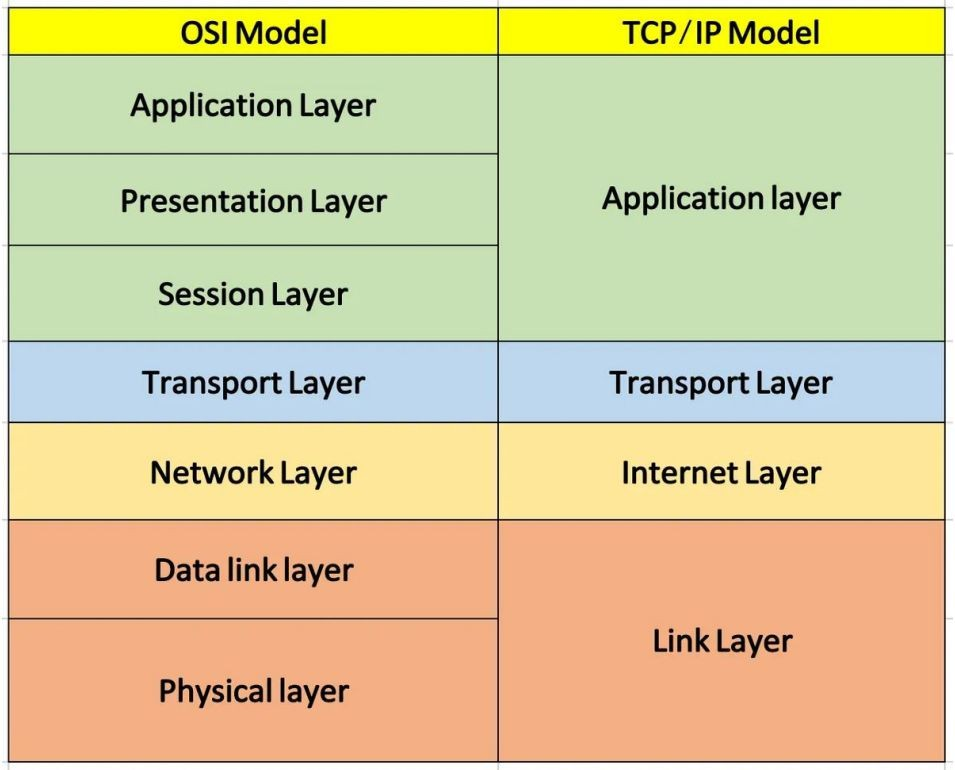 OSI Model
TCP/IP Model
Application Layer
Presentation Layer
Application layer
Session Layer
Transport Layer
Transport Layer
Network Layer
Internet Layer
Data link layer
Link Layer
Physical layer